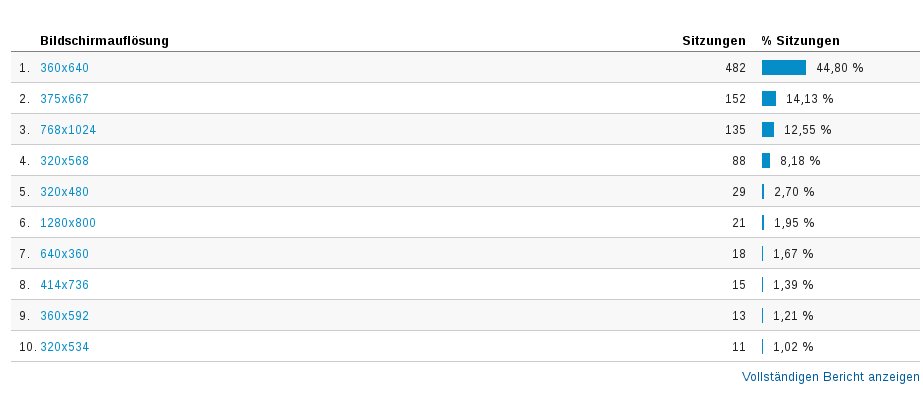 Bildschirmauflösung Sitzungen % Sitzungen
1. 360x640 482 44,80 %
2. 375x667 152 14,13 %
3. 768x1024 135 12,55 %
4. 320x568 88 8,18 %
5. 320x480 29 2,70 %
6. 1280x800 21 1,95 %
7. 640x360 18 1,67 %
8. 414x736 15 1,39 %
9. 360x592 13 1,21 %
10. 320x534 11 1,02 %
Vollständigen Bericht anzeigen